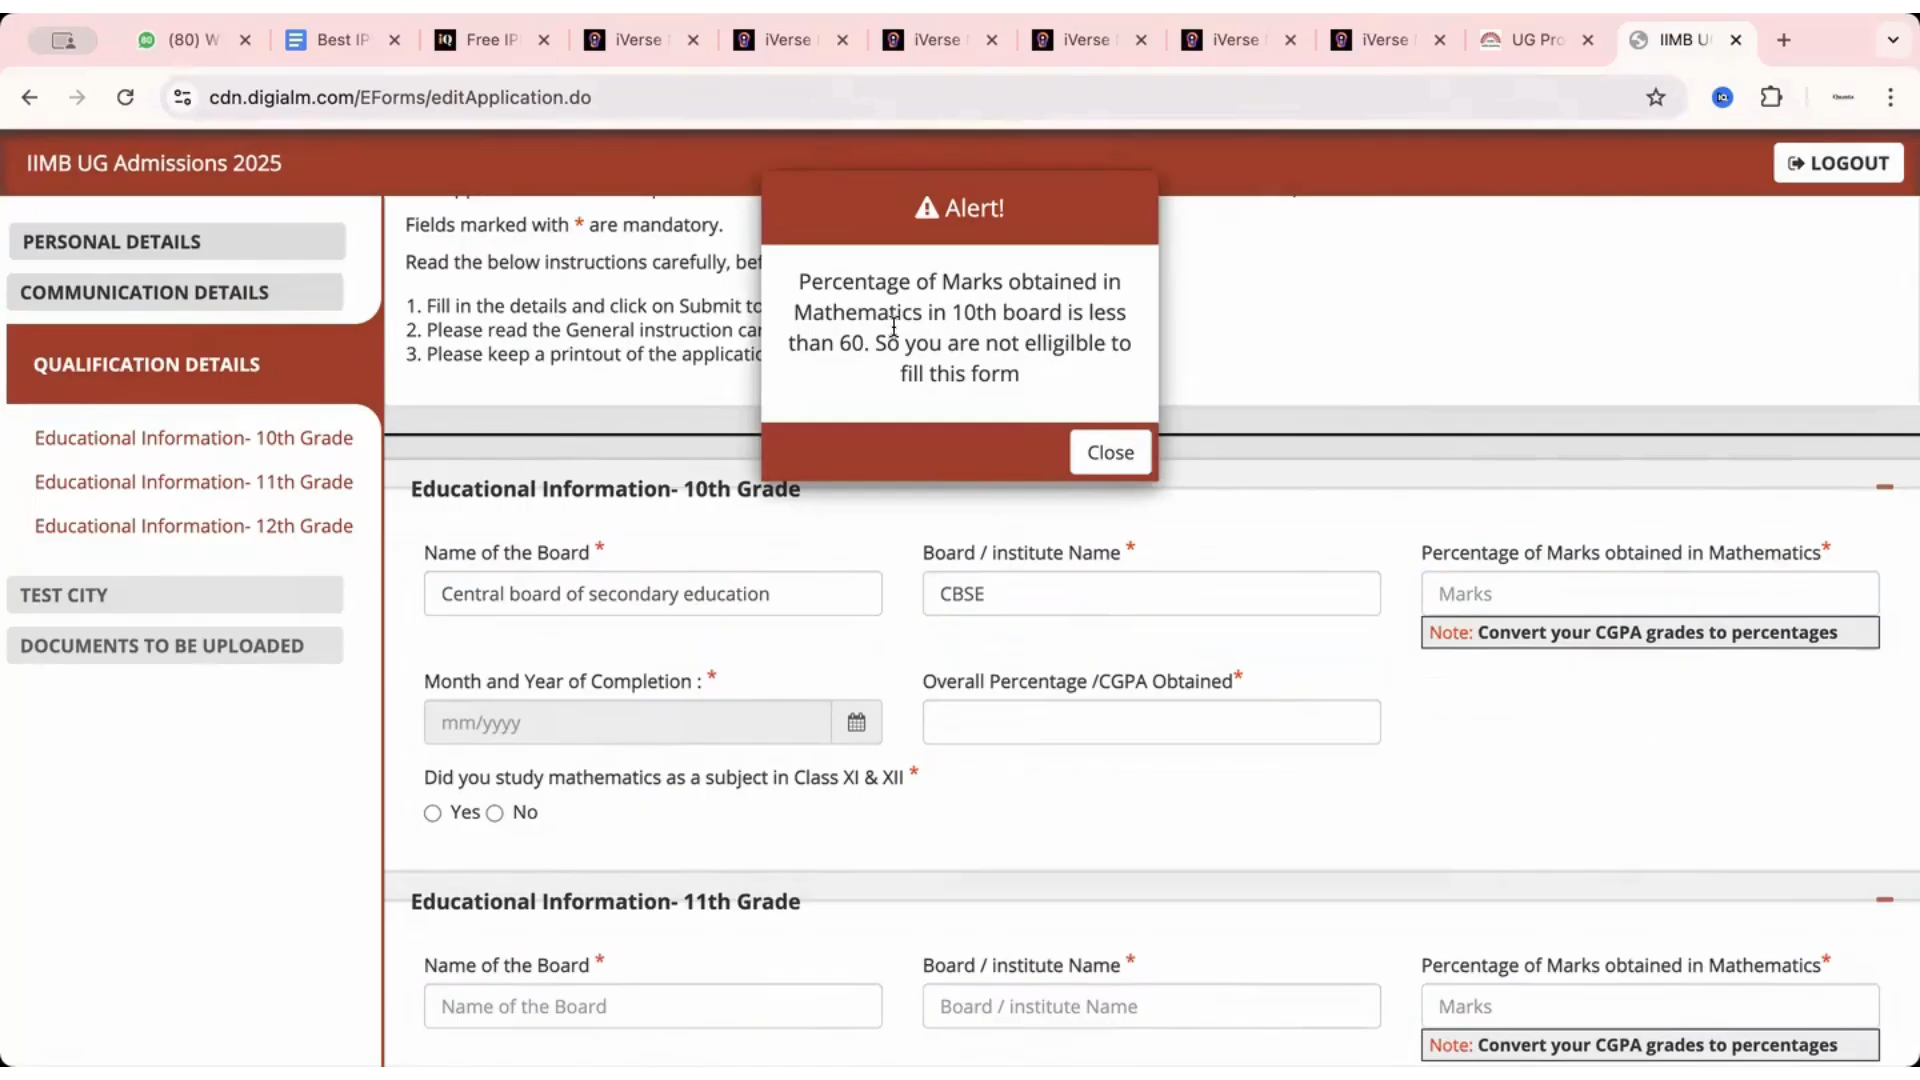 (80) W
Best IP
Free IP
iVerse
iVerse
iVerse
iVerse
iVerse
iVerse
UG Pro
IIMB U
cdn.digialm.com/EForms/editApplication.do
IIMB UG Admissions 2025
LOGOUT
PERSONAL DETAILS
COMMUNICATION DETAILS
QUALIFICATION DETAILS
Educational Information- 10th Grade
Educational Information- 11th Grade
Educational Information- 12th Grade
TEST CITY
DOCUMENTS TO BE UPLOADED
Fields marked with * are mandatory.
Read the below instructions carefully, bef
1. Fill in the details and click on Submit to
2. Please read the General instruction car
3. Please keep a printout of the applicatio
Alert!
Percentage of Marks obtained in
Mathematics in 10th board is less
than 60. So you are not elligilble to
fill this form
Close
Educational Information- 10th Grade
Name of the Board *
Board / institute Name *
Percentage of Marks obtained in Mathematics*
Central board of secondary education
CBSE
Marks
Note: Convert your CGPA grades to percentages
Month and Year of Completion : *
Overall Percentage /CGPA Obtained*
mm/yyyy
Did you study mathematics as a subject in Class XI & XII *
Yes No
Educational Information- 11th Grade
Name of the Board *
Board / institute Name *
Percentage of Marks obtained in Mathematics*
Name of the Board
Board / institute Name
Marks
Note: Convert your CGPA grades to percentages